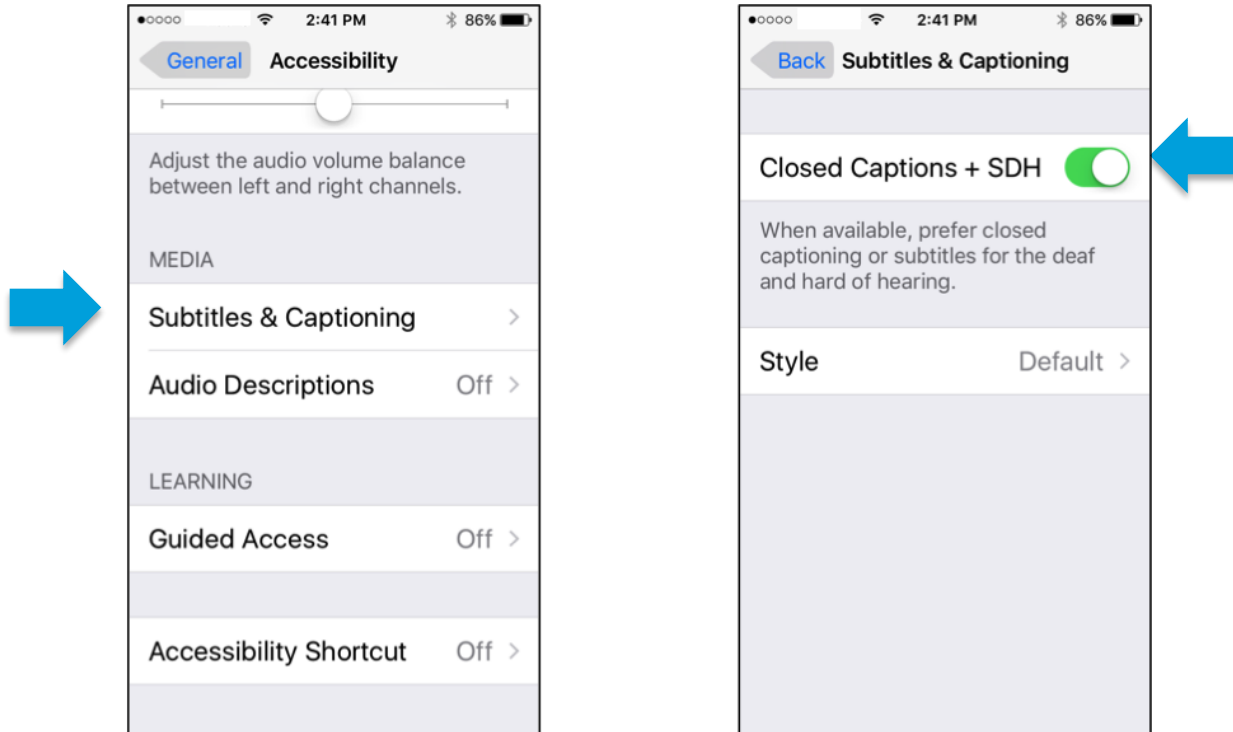 2:41 PM 86%
General Accessibility
Adjust the audio volume balance
between left and right channels.
MEDIA
Subtitles & Captioning
Audio Descriptions Off
LEARNING
Guided Access Off
Accessibility Shortcut Off
2:41 PM 86%
Back Subtitles & Captioning
Closed Captions + SDH
When available, prefer closed
captioning or subtitles for the deaf
and hard of hearing.
Style Default